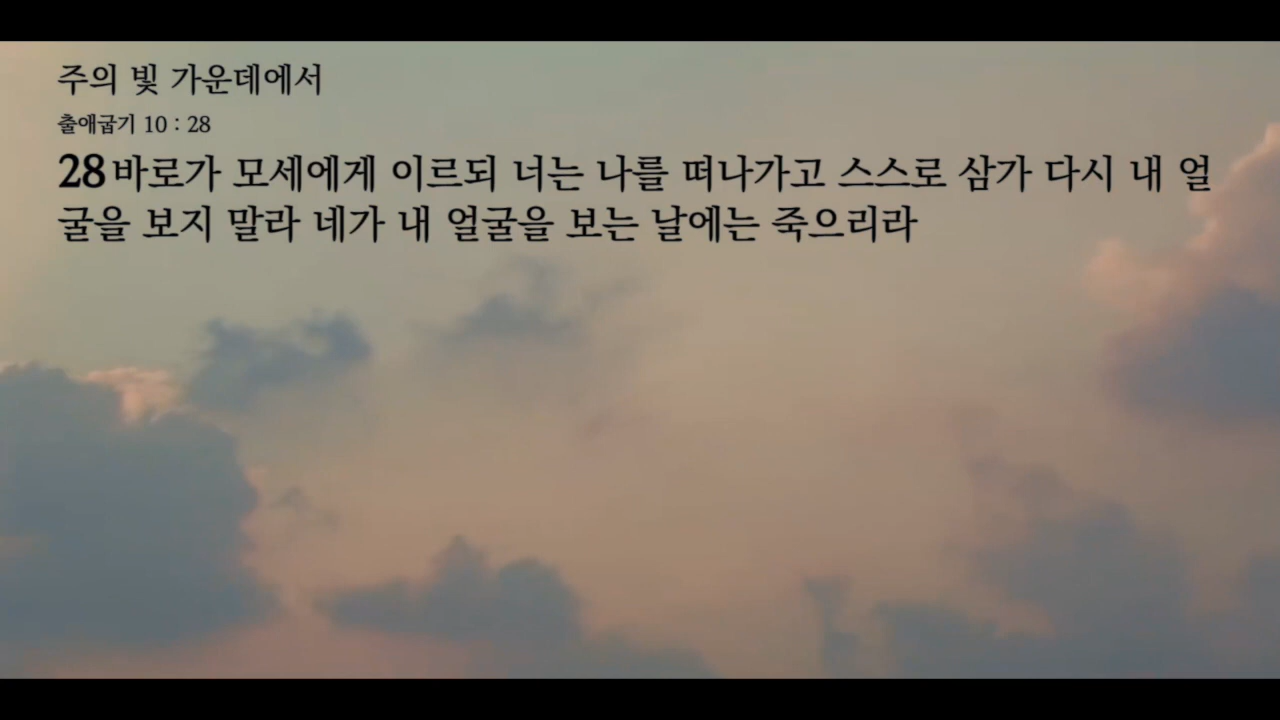 주의 빛 가운데에서
출애굽기 10 : 28
28 바로가 모세에게 이르되 너는 나를 떠나가고 스스로 삼가 다시 내 얼
굴을 보지 말라 네가 내 얼굴을 보는 날에는 죽으리라